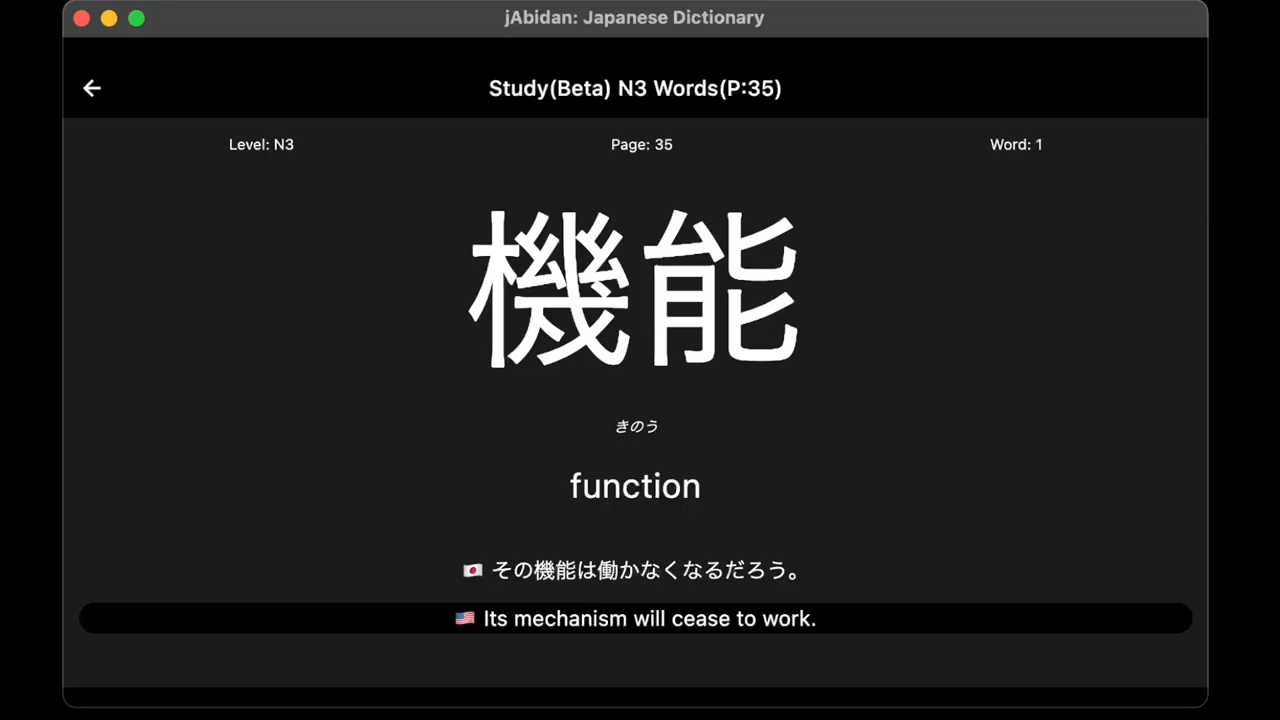 jAbidan: Japanese Dictionary
Study(Beta) N3 Words(P:35)
Level: N3 Page: 35 Word: 1
機能
きのう
function
🇯🇵 その機能は働かなくなるだろう。
🇺🇸 Its mechanism will cease to work.